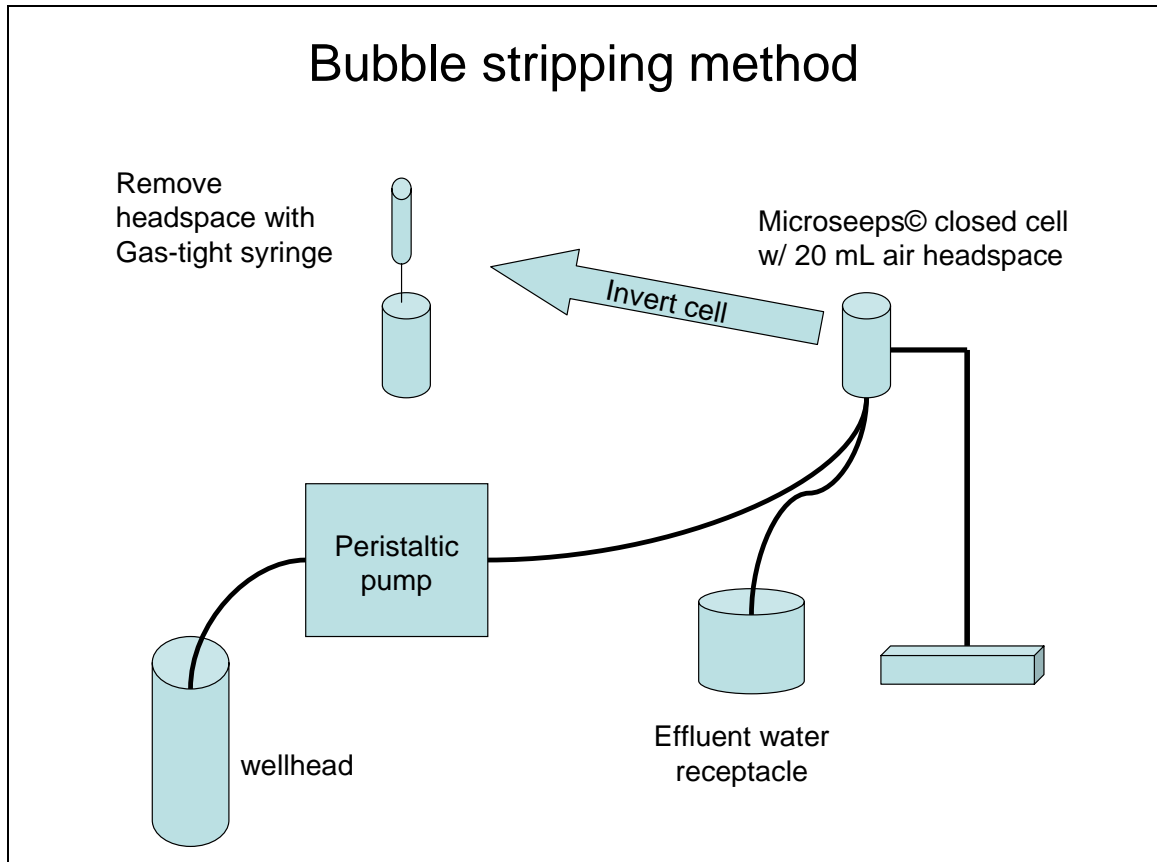 Bubble stripping method
Remove
headspace with
Gas-tight syringe
Microseeps© closed cell
w/ 20 mL air headspace
Invert cell
Peristaltic
pump
wellhead
Effluent water
receptacle